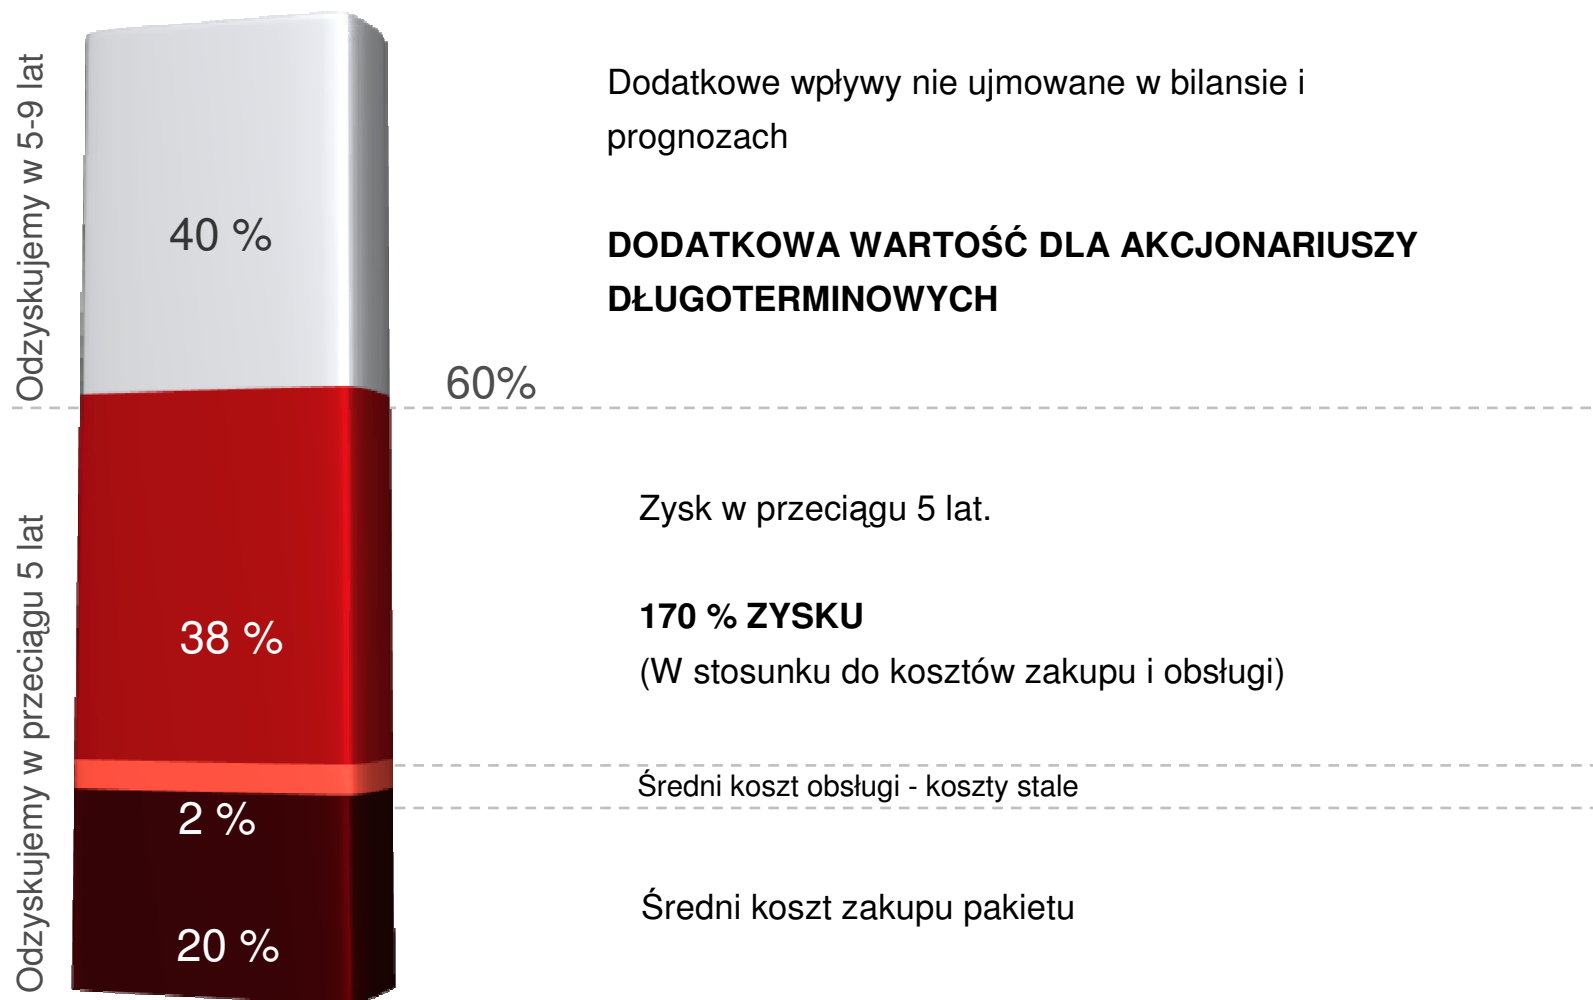 Odzyskujemy w 5-9 lat
40 %
Dodatkowe wpływy nie ujmowane w bilansie i
prognozach
DODATKOWA WARTOŚĆ DLA AKCJONARIUSZY
DŁUGOTERMINOWYCH
60%
Odzyskujemy w przeciągu 5 lat
38 %
Zysk w przeciągu 5 lat.
170 % ZYSKU
(W stosunku do kosztów zakupu i obsługi)
2 %
Średni koszt obsługi - koszty stale
20 %
Średni koszt zakupu pakietu